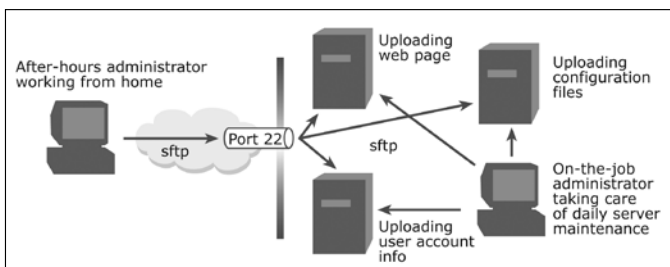 After-hours administrator
working from home
sftp
Port 22
Uploading
web page
Uploading
configuration
files
sftp
Uploading
user account
info
On-the-job
administrator
taking care
of daily server
maintenance